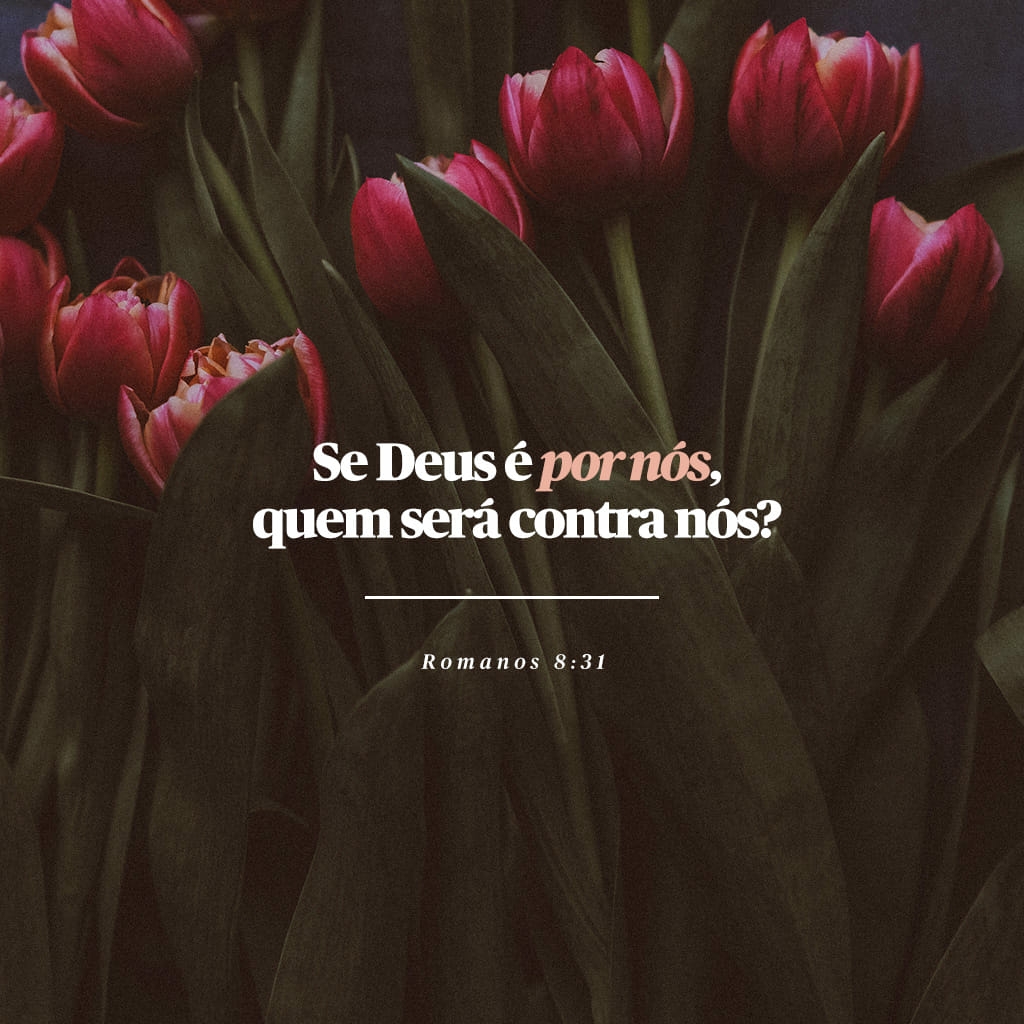 Se Deus é por nós,
quem será contra nós?
Romanos 8:31